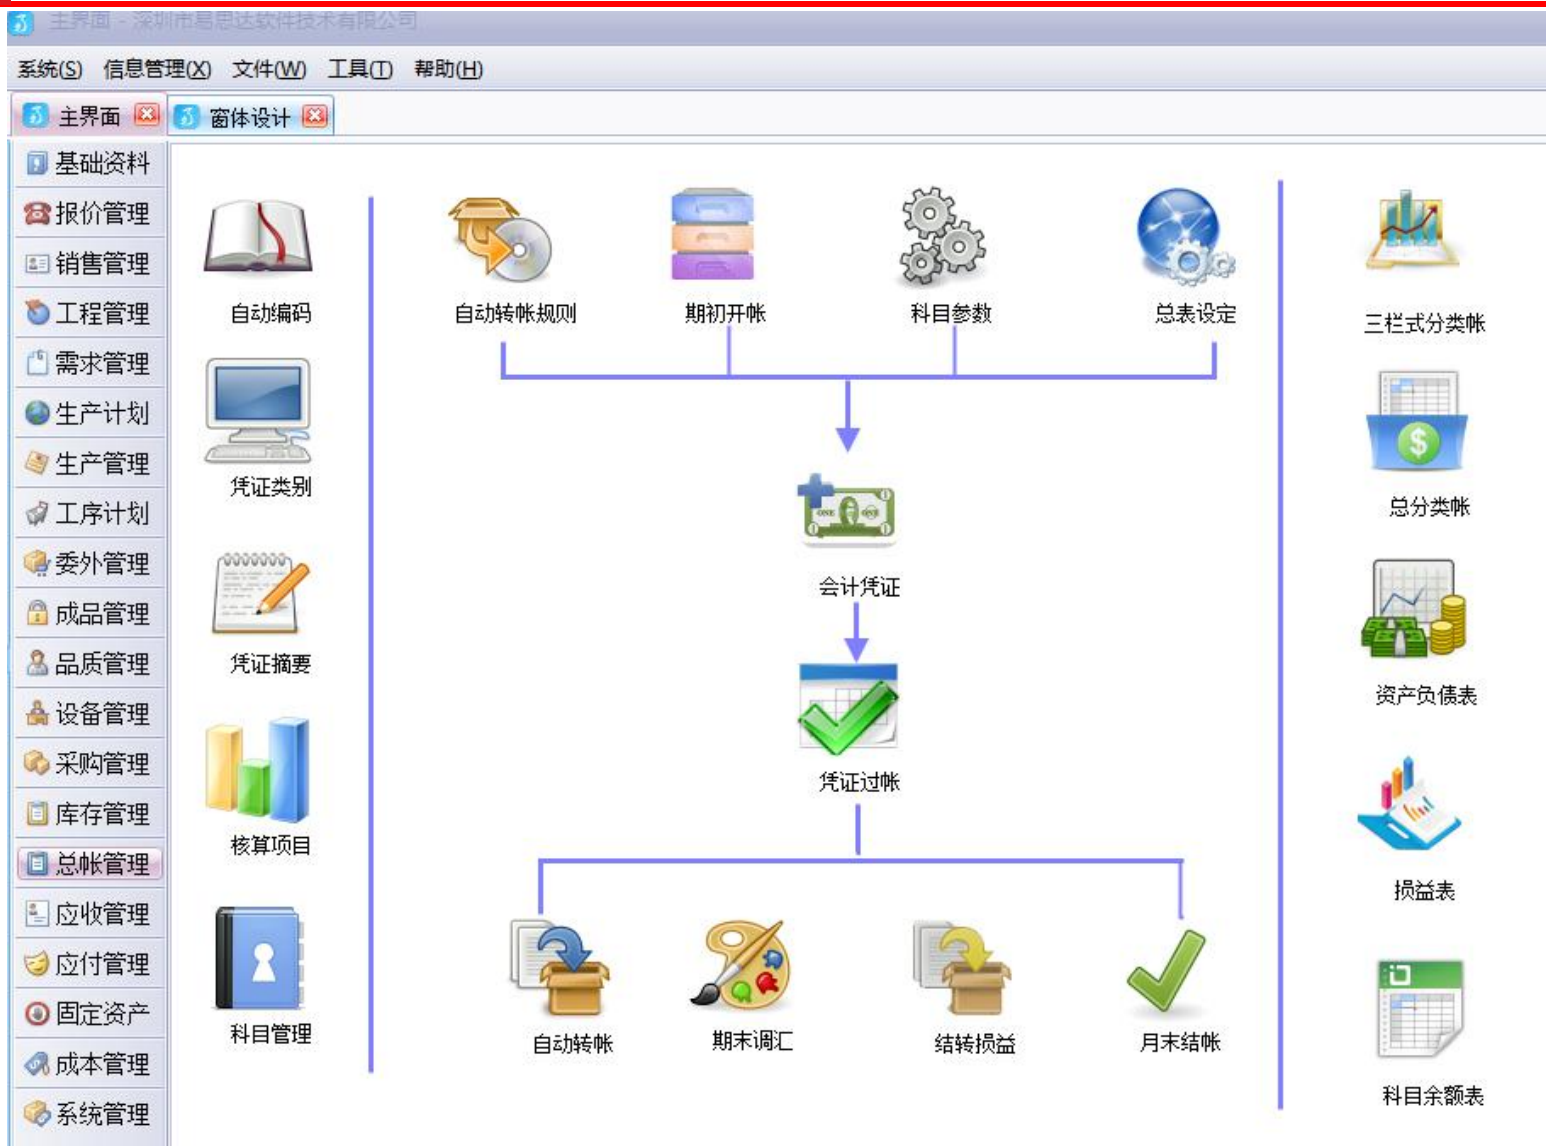 主界面 - 深圳市易思达软件技术有限公司
系统(S) 信息管理(X) 文件(W) 工具(T) 帮助(H)
主界面 窗体设计
基础资料
报价管理
销售管理
工程管理
需求管理
生产计划
生产管理
工序计划
委外管理
成品管理
品质管理
设备管理
采购管理
库存管理
总帐管理
应收管理
应付管理
固定资产
成本管理
系统管理
自动编码
凭证类别
凭证摘要
核算项目
科目管理
自动转帐规则 期初开帐 科目参数 总表设定
会计凭证
凭证过帐
自动转帐 期末调汇 结转损益 月末结帐
三栏式分类帐
总分类帐
资产负债表
损益表
科目余额表